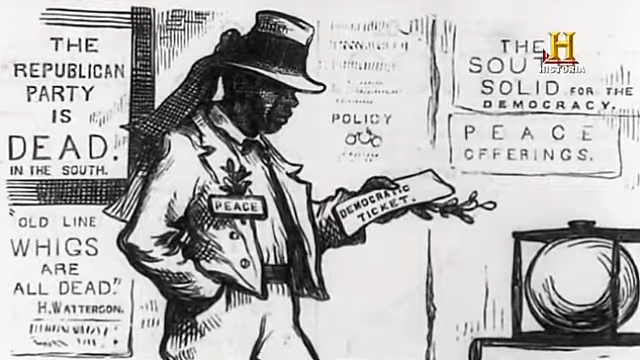 THE
REPUBLICAN
PARTY
IS
DEAD.
IN THE SOUTH.
"OLD LINE
WHIGS
ARE
ALL DEAD."
H. WATTERSON.
PEACE
POLICY
DEMOCRATIC
TICKET.
THE
SOLID FOR THE
DEMOCRACY.
PEACE
OFFERINGS.
H
HISTORIA